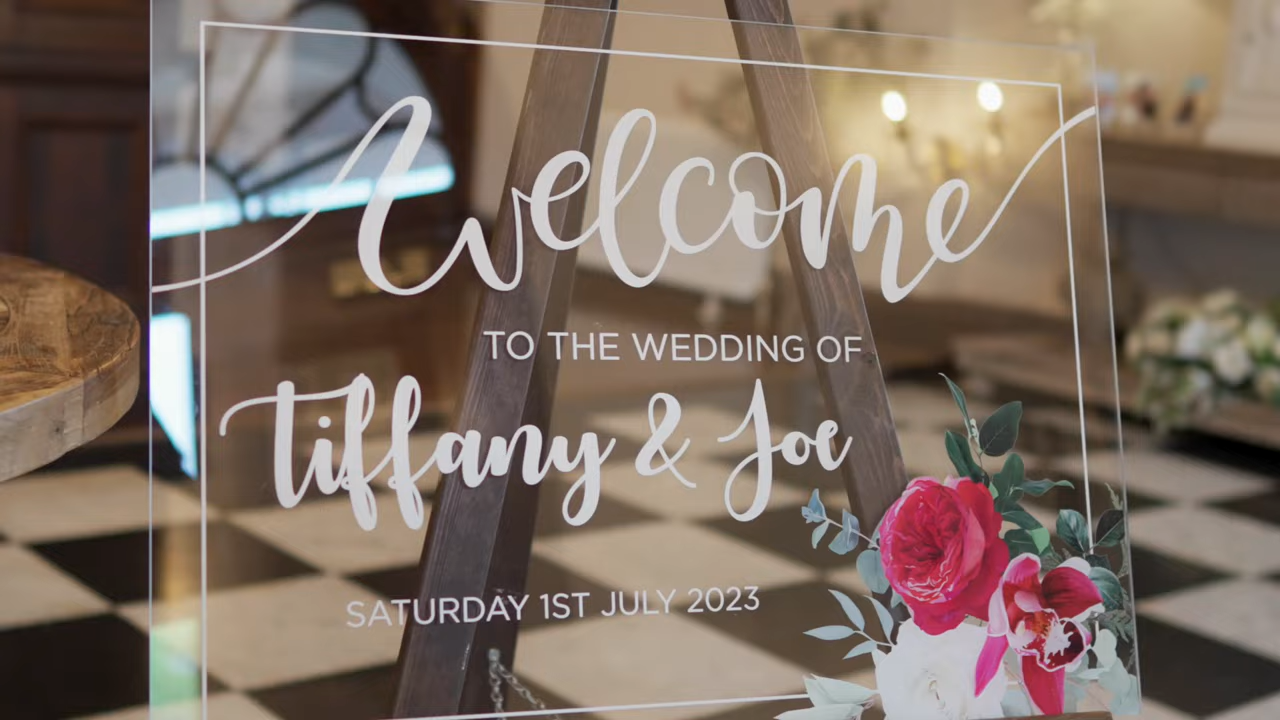 Welcome
TO THE WEDDING OF
Tiffany & Joe
SATURDAY 1ST JULY 2023